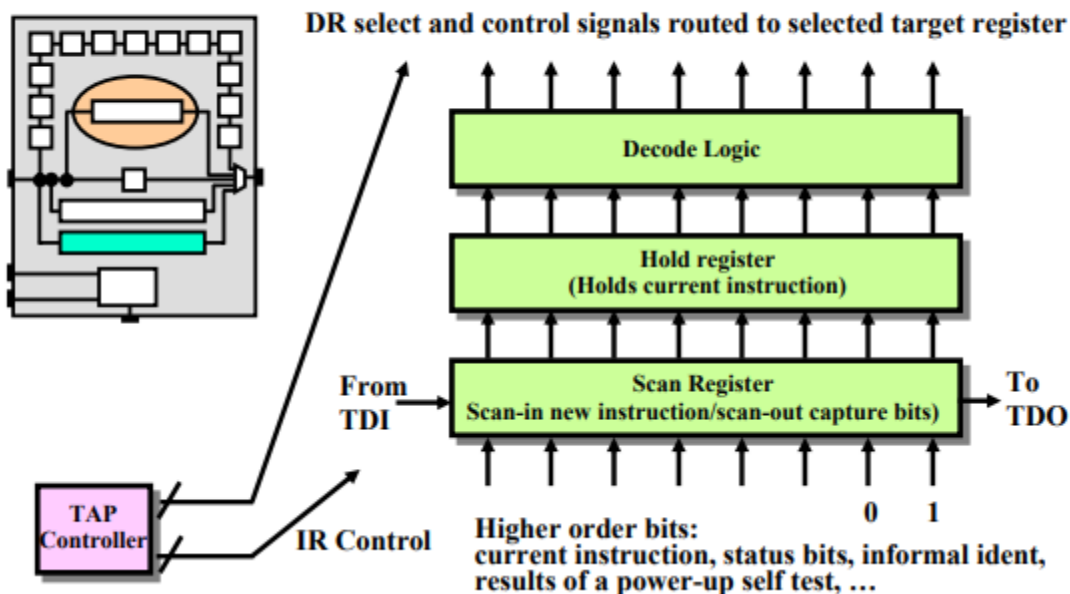 DR select and control signals routed to selected target register
Decode Logic
Hold register
(Holds current instruction)
From
TDI
Scan Register
Scan-in new instruction/scan-out capture bits)
To
TDO
TAP
Controller
IR Control
0 1
Higher order bits:
current instruction, status bits, informal ident,
results of a power-up self test, …